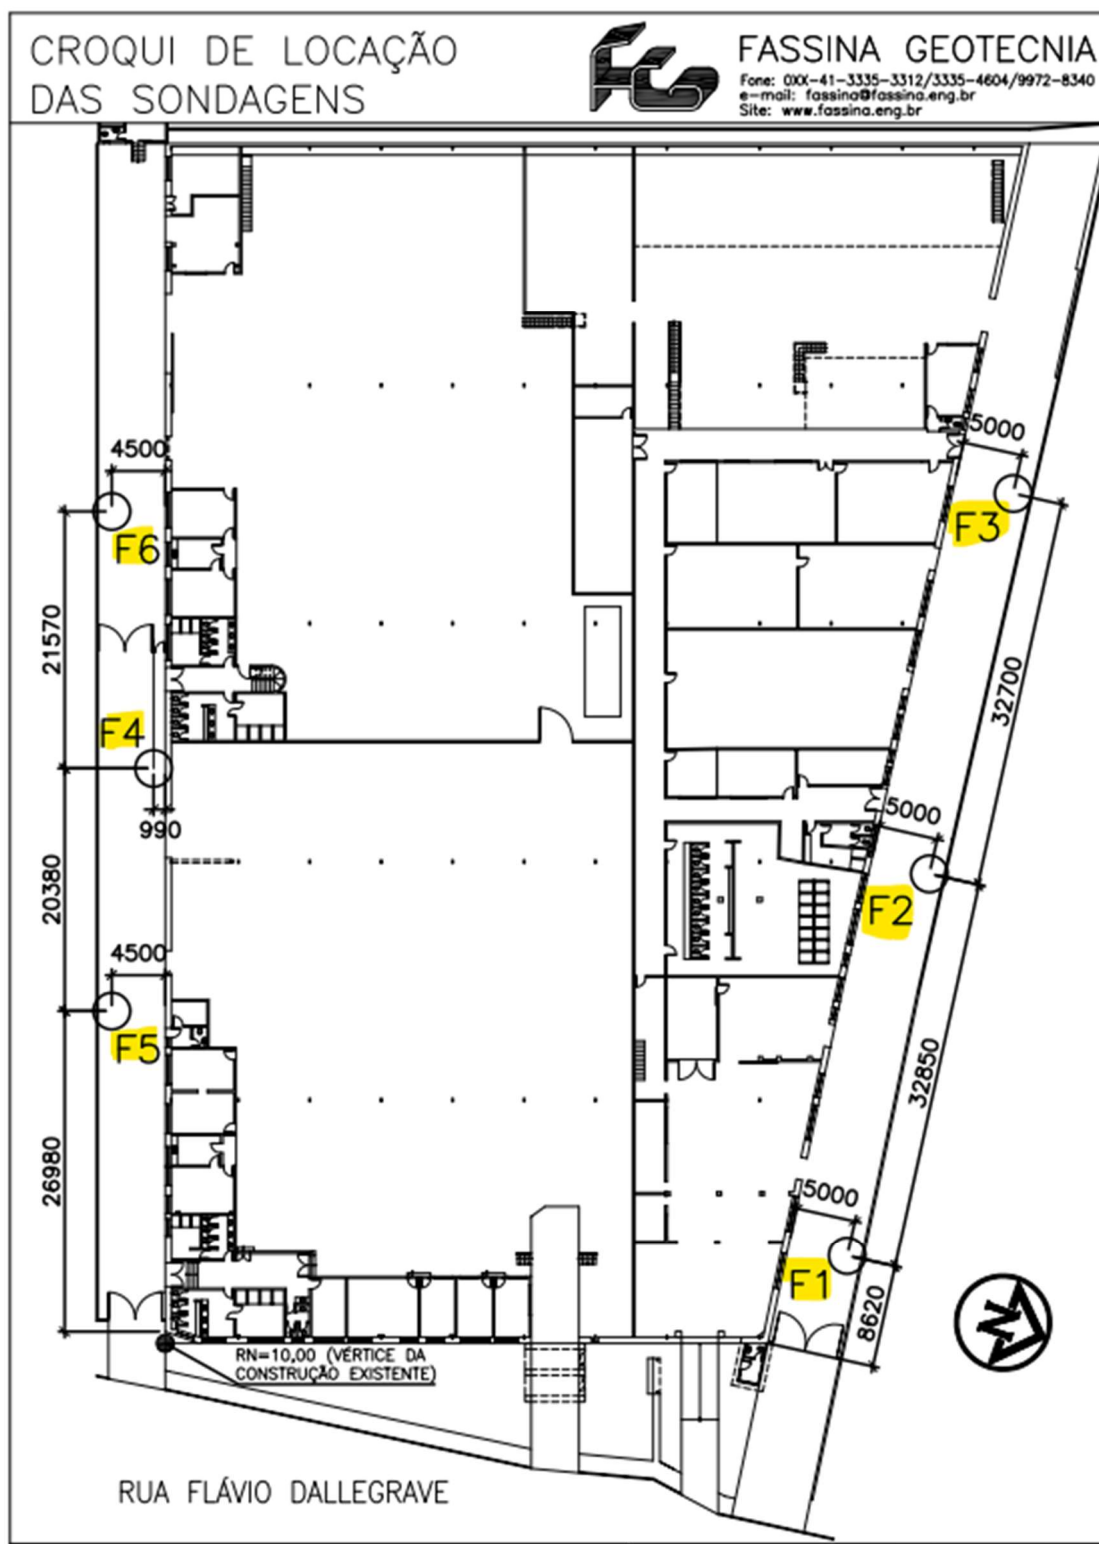 CROQUI DE LOCAÇÃO
DAS SONDAGENS
FGS
FASSINA GEOTECNIA
Fone: 0XX-41-3335-3312/3335-4604/9972-8340
e-mail: fassina@fassina.eng.br
Site: www.fassina.eng.br
4500
F6
5000
F3
21570
32700
F4
990
5000
F2
20380
4500
F5
32850
26980
5000
F1
8620
N
RN=10,00 (VÉRTICE DA
CONSTRUÇÃO EXISTENTE)
RUA FLÁVIO DALLEGRAVE